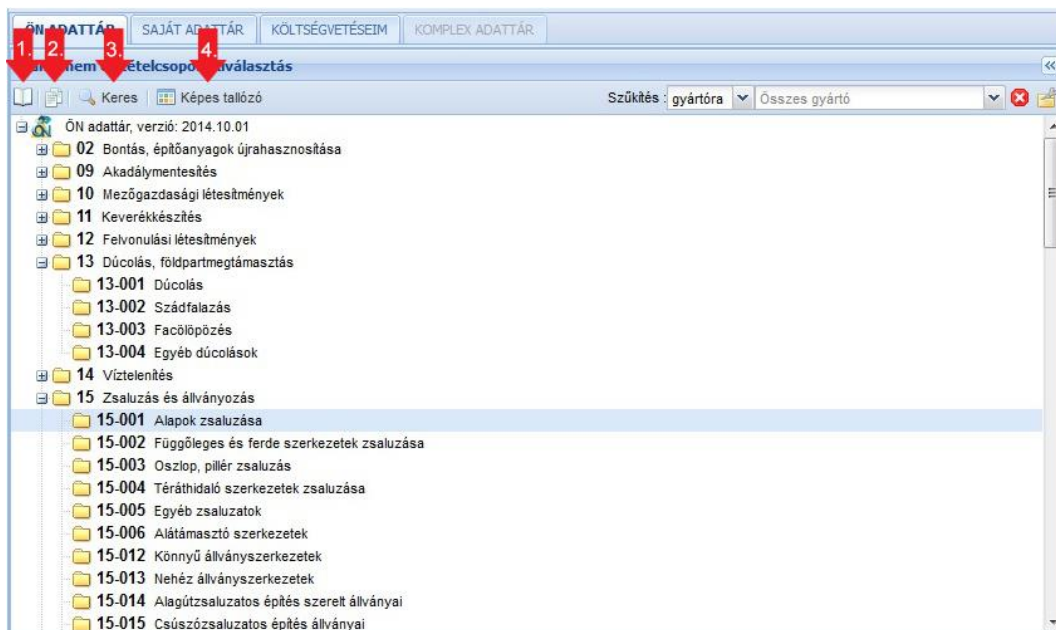 ÖN ADATTÁR SAJÁT ADATTÁR KÖLTSÉGVETÉSEIM KOMPLEX ADATTÁR
1. 2. 3. 4.
Keres Képes tallózó Szűkítés : gyártóra Összes gyártó
ÖN adattár, verzió: 2014.10.01
02 Bontás, építőanyagok újrahasznosítása
09 Akadálymentesítés
10 Mezőgazdasági létesítmények
11 Keverékkészítés
12 Felvonulási létesítmények
13 Dúcolás, földpartmegtámasztás
13-001 Dúcolás
13-002 Szádfalazás
13-003 Facölöpözés
13-004 Egyéb dúcolások
14 Víztelenítés
15 Zsaluzás és állványozás
15-001 Alapok zsaluzása
15-002 Függőleges és ferde szerkezetek zsaluzása
15-003 Oszlop, pillér zsaluzás
15-004 Téráthidaló szerkezetek zsaluzása
15-005 Egyéb zsaluzatok
15-006 Alátámasztó szerkezetek
15-012 Könnyű állványszerkezetek
15-013 Nehéz állványszerkezetek
15-014 Alagútzsaluzatos építés szerelt állványai
15-015 Csúszózsaluzatos építés állványai